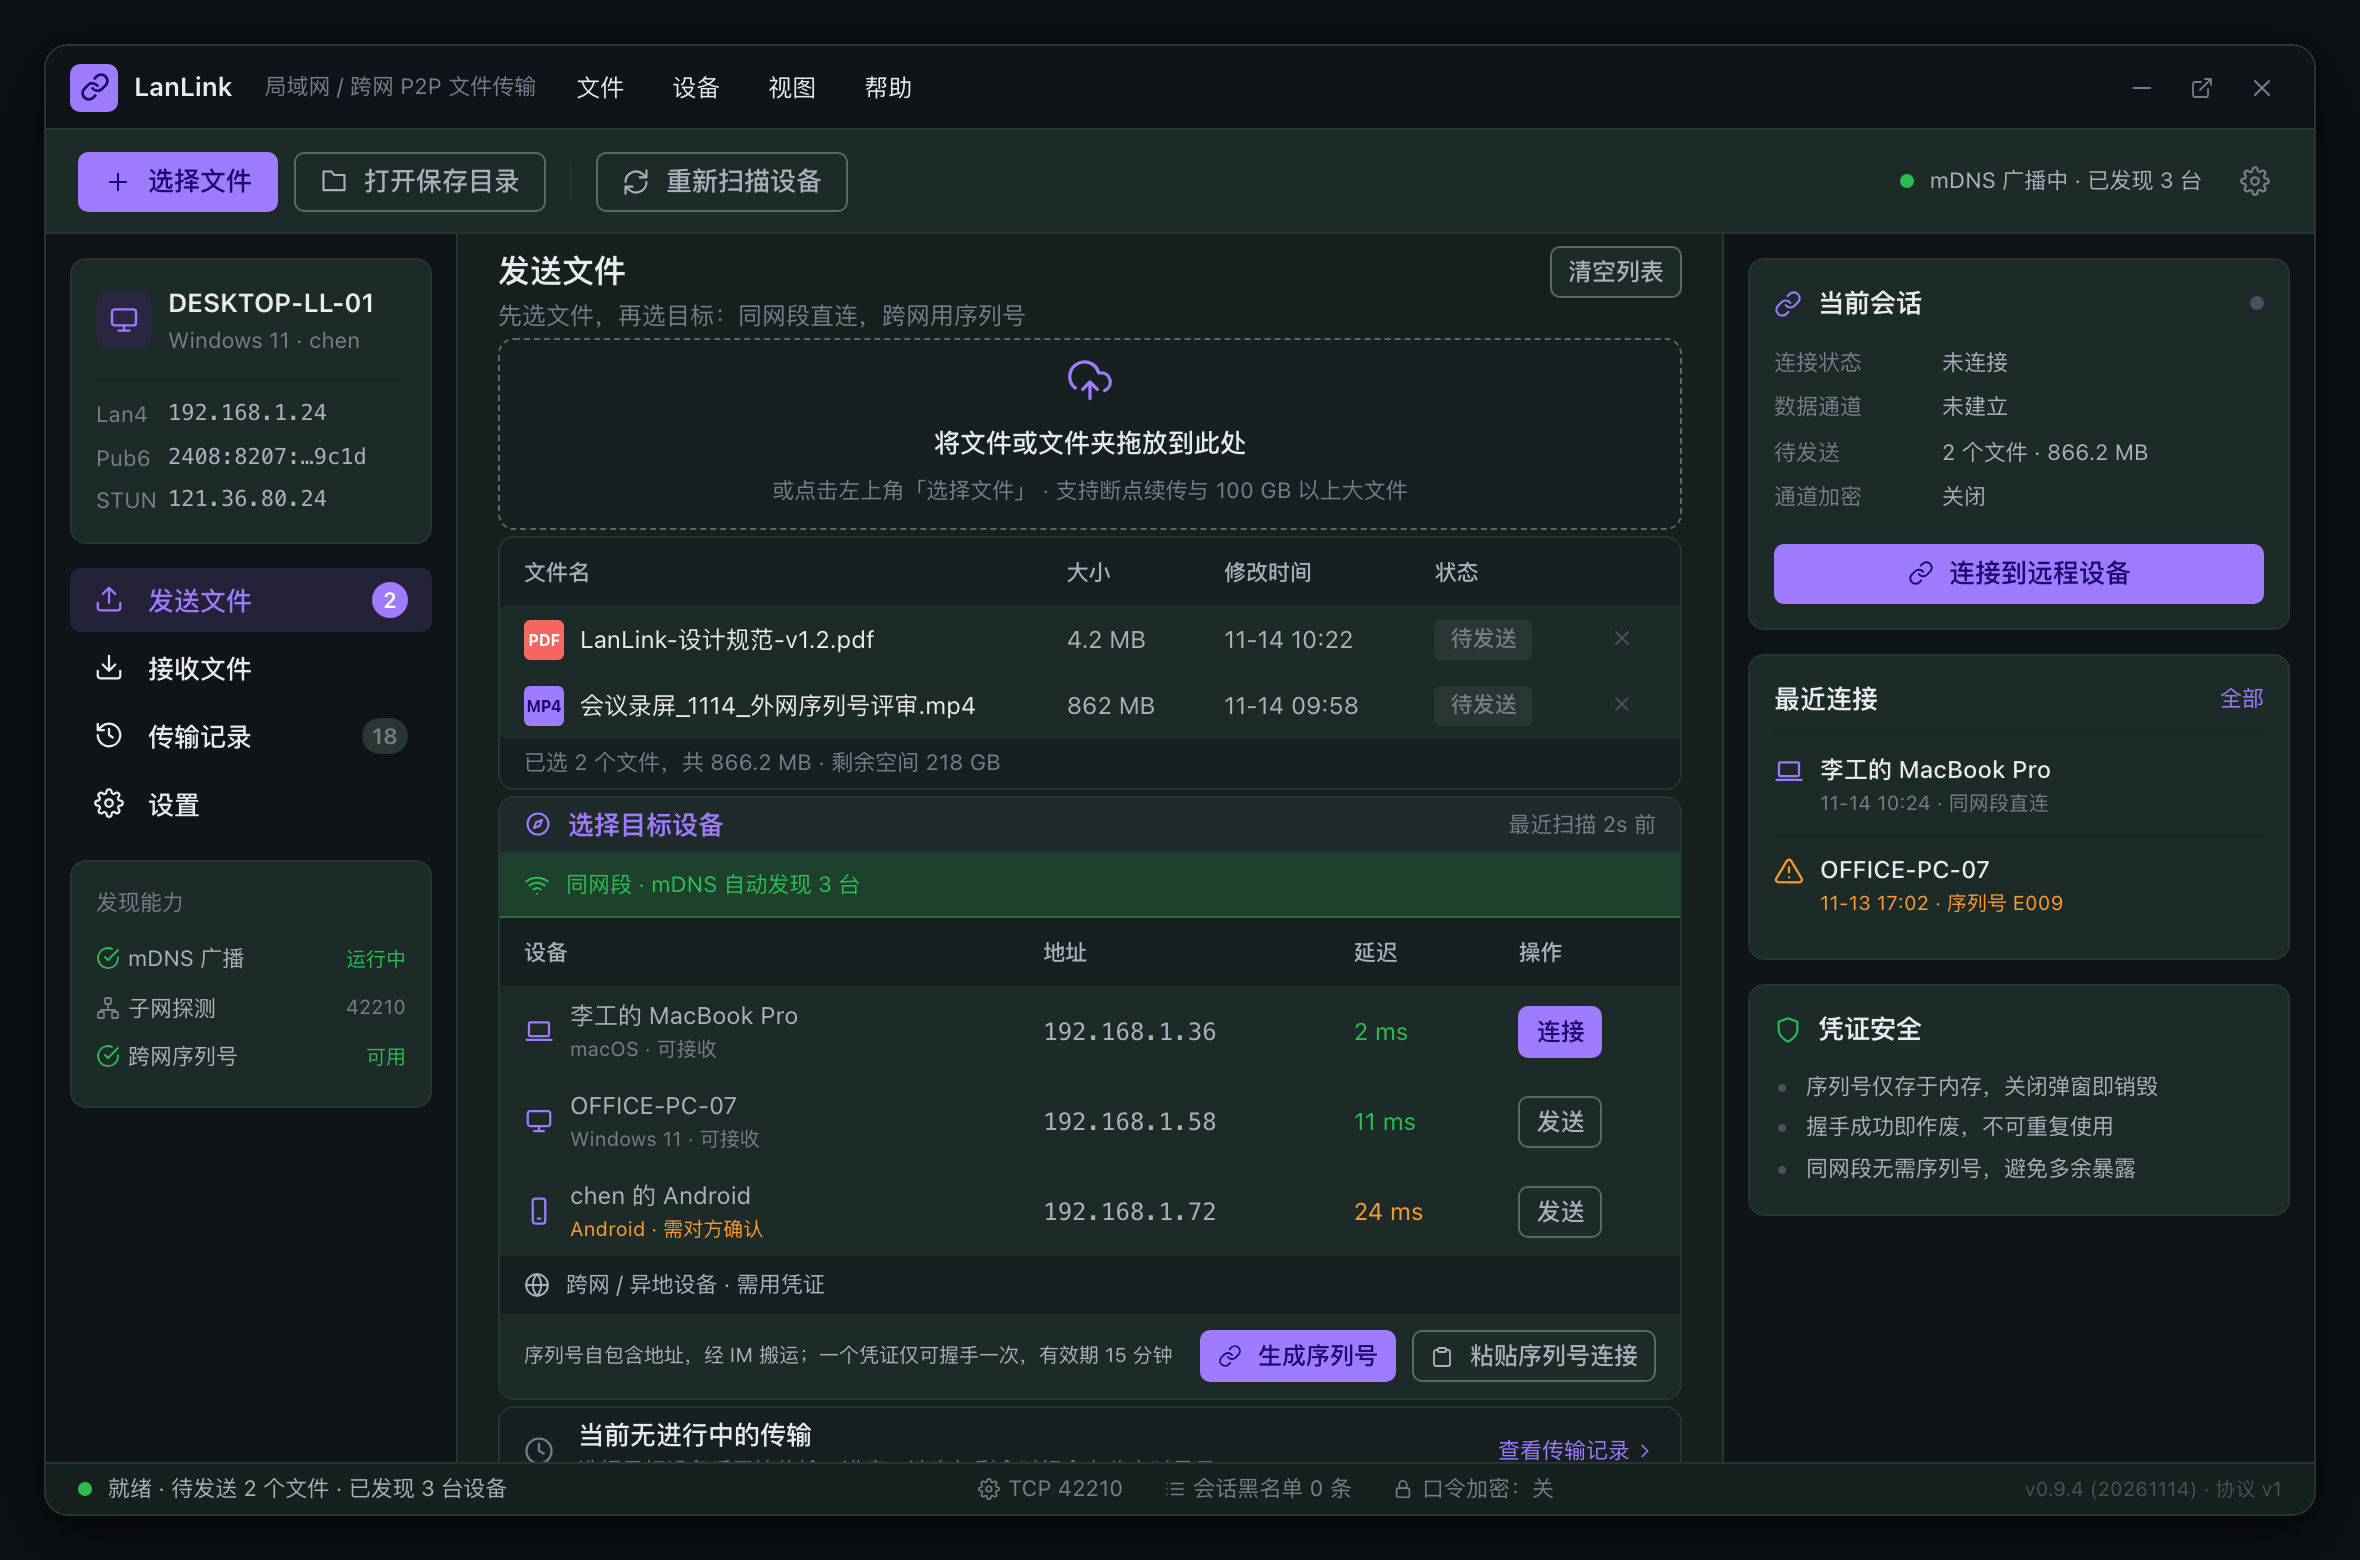 LanLink 局域网 / 跨网 P2P 文件传输 文件 设备 视图 帮助
选择文件 打开保存目录 重新扫描设备 mDNS 广播中 · 已发现 3 台
DESKTOP-LL-01
Windows 11 · chen
Lan4 192.168.1.24
Pub6 2408:8207:…9c1d
STUN 121.36.80.24
发送文件 2
接收文件
传输记录 18
设置
发现能力
mDNS 广播 运行中
子网探测 42210
跨网序列号 可用
发送文件 清空列表
先选文件，再选目标：同网段直连，跨网用序列号
将文件或文件夹拖放到此处
或点击左上角「选择文件」 · 支持断点续传与 100 GB 以上大文件
文件名 大小 修改时间 状态
PDF LanLink-设计规范-v1.2.pdf 4.2 MB 11-14 10:22 待发送
MP4 会议录屏_1114_外网序列号评审.mp4 862 MB 11-14 09:58 待发送
已选 2 个文件，共 866.2 MB · 剩余空间 218 GB
选择目标设备 最近扫描 2s 前
同网段 · mDNS 自动发现 3 台
设备 地址 延迟 操作
李工的 MacBook Pro
macOS · 可接收
192.168.1.36 2 ms 连接
OFFICE-PC-07
Windows 11 · 可接收
192.168.1.58 11 ms 发送
chen 的 Android
Android · 需对方确认
192.168.1.72 24 ms 发送
跨网 / 异地设备 · 需用凭证
序列号自包含地址，经 IM 搬运；一个凭证仅可握手一次，有效期 15 分钟 生成序列号 粘贴序列号连接
当前无进行中的传输
查看传输记录
当前会话
连接状态 未连接
数据通道 未建立
待发送 2 个文件 · 866.2 MB
通道加密 关闭
连接到远程设备
最近连接 全部
李工的 MacBook Pro
11-14 10:24 · 同网段直连
OFFICE-PC-07
11-13 17:02 · 序列号 E009
凭证安全
序列号仅存于内存，关闭弹窗即销毁
握手成功即作废，不可重复使用
同网段无需序列号，避免多余暴露
就绪 · 待发送 2 个文件 · 已发现 3 台设备 TCP 42210 会话黑名单 0 条 口令加密：关 v0.9.4 (20261114) · 协议 v1